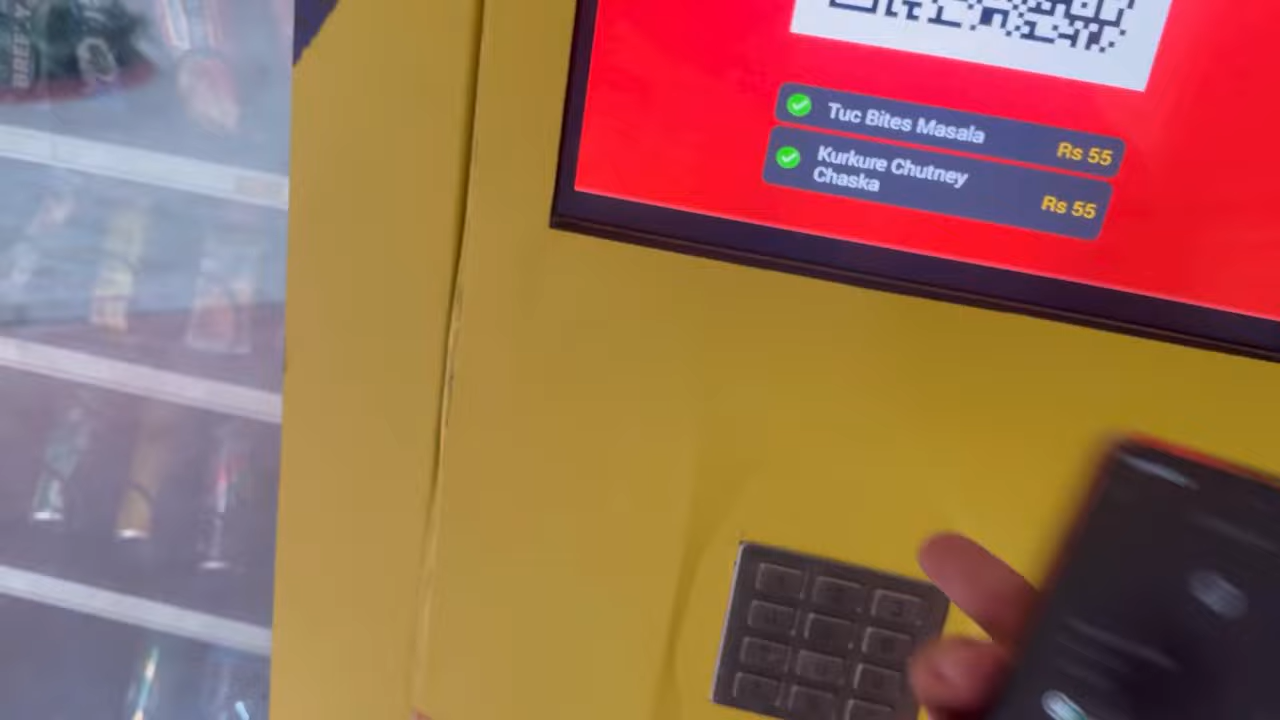 Tuc Bites Masala
Rs 55
Kurkure Chutney
Chaska
Rs 55